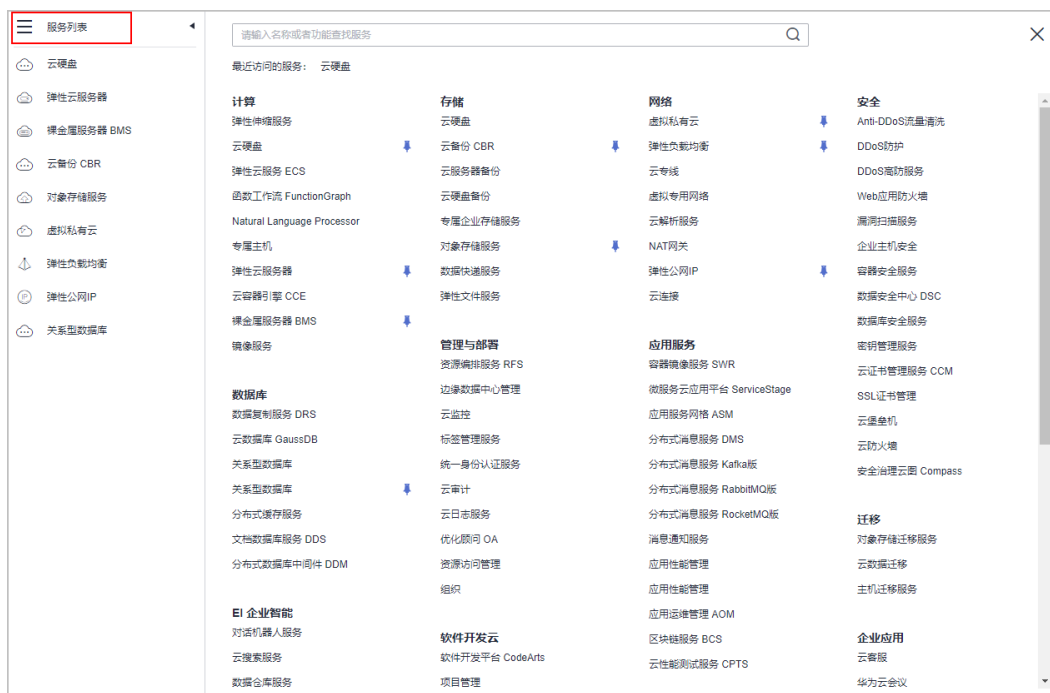 服务列表
云硬盘
弹性云服务器
裸金属服务器 BMS
云备份 CBR
对象存储服务
虚拟私有云
弹性负载均衡
弹性公网IP
关系型数据库
请输入名称或者功能查找服务
最近访问的服务： 云硬盘
计算
弹性伸缩服务
云硬盘
弹性云服务器 ECS
函数工作流 FunctionGraph
Natural Language Processor
专属主机
弹性云服务器
云容器引擎 CCE
裸金属服务器 BMS
镜像服务
数据库
数据复制服务 DRS
云数据库 GaussDB
关系型数据库
关系型数据库
分布式缓存服务
文档数据库服务 DDS
分布式数据库中间件 DDM
EI 企业智能
对话机器人服务
云搜索服务
数据仓库服务
存储
云硬盘
云备份 CBR
云服务器备份
云硬盘备份
专属企业存储服务
对象存储服务
数据快递服务
弹性文件服务
管理与部署
资源编排服务 RFS
边缘数据中心管理
云监控
标签管理服务
统一身份认证服务
云审计
云日志服务
优化顾问 OA
资源访问管理
组织
软件开发云
软件开发平台 CodeArts
项目管理
网络
虚拟私有云
弹性负载均衡
云专线
虚拟专用网络
云解析服务
NAT网关
弹性公网IP
云连接
应用服务
容器镜像服务 SWR
微服务云应用平台 ServiceStage
应用服务网格 ASM
分布式消息服务 DMS
分布式消息服务 Kafka版
分布式消息服务 RabbitMQ版
分布式消息服务 RocketMQ版
消息通知服务
应用性能管理
应用性能管理
应用运维管理 AOM
区块链服务 BCS
云性能测试服务 CPTS
安全
Anti-DDoS流量清洗
DDoS防护
DDoS高防服务
Web应用防火墙
漏洞扫描服务
企业主机安全
容器安全服务
数据安全中心 DSC
数据库安全服务
密钥管理服务
云证书管理服务 CCM
SSL证书管理
云堡垒机
云防火墙
安全治理云图 Compass
迁移
对象存储迁移服务
云数据迁移
主机迁移服务
企业应用
云客服
华为云会议